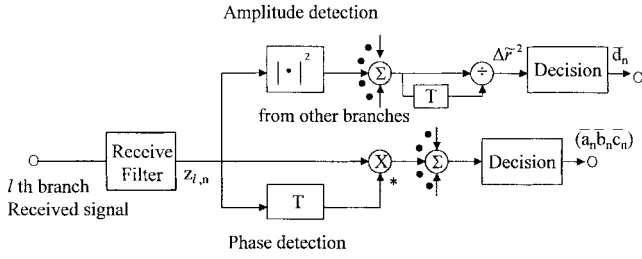 Amplitude detection
| • | ²
Σ
÷
Δr̃ ²
Decision
d̄ₙ
T
from other branches
(āₙb̄ₙc̄ₙ)
Receive
Filter
z_{l,n}
X
*
Σ
Decision
l th branch
Received signal
T
Phase detection